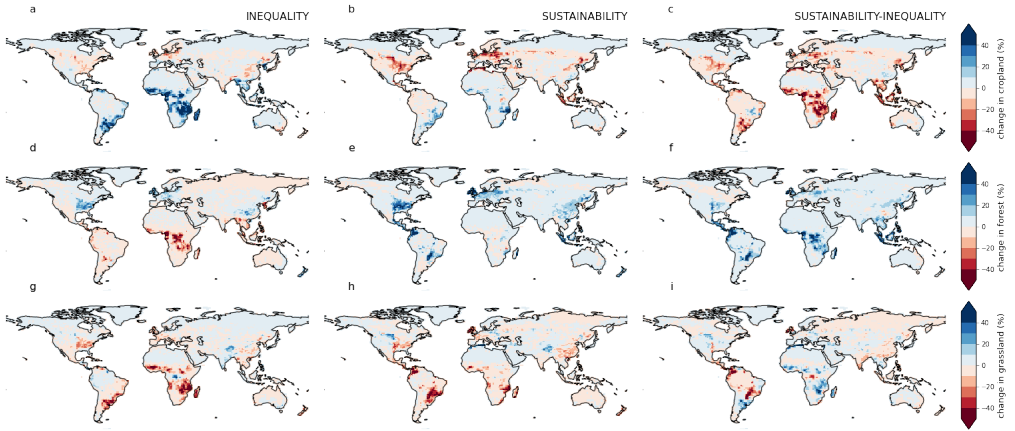 a
INEQUALITY
b
SUSTAINABILITY
c
SUSTAINABILITY-INEQUALITY
40
20
0
−20
−40
change in cropland (%)
d
e
f
40
20
0
−20
−40
change in forest (%)
g
h
i
40
20
0
−20
−40
change in grassland (%)